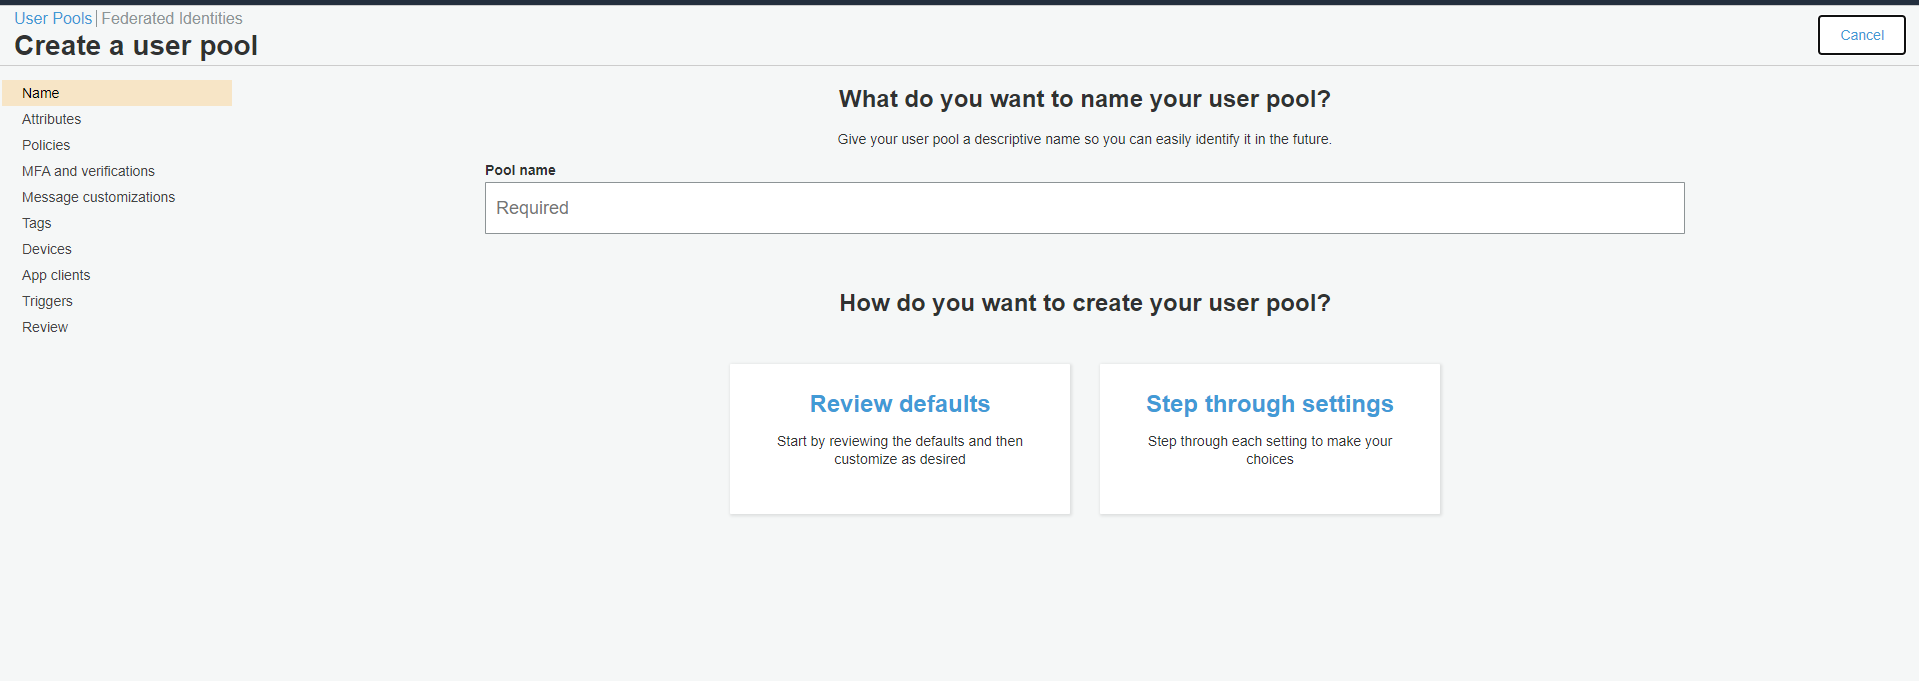 User Pools | Federated Identities
Create a user pool
Cancel
Name
Attributes
Policies
MFA and verifications
Message customizations
Tags
Devices
App clients
Triggers
Review
What do you want to name your user pool?
Give your user pool a descriptive name so you can easily identify it in the future.
Pool name
Required
How do you want to create your user pool?
Review defaults
Start by reviewing the defaults and then
customize as desired
Step through settings
Step through each setting to make your
choices